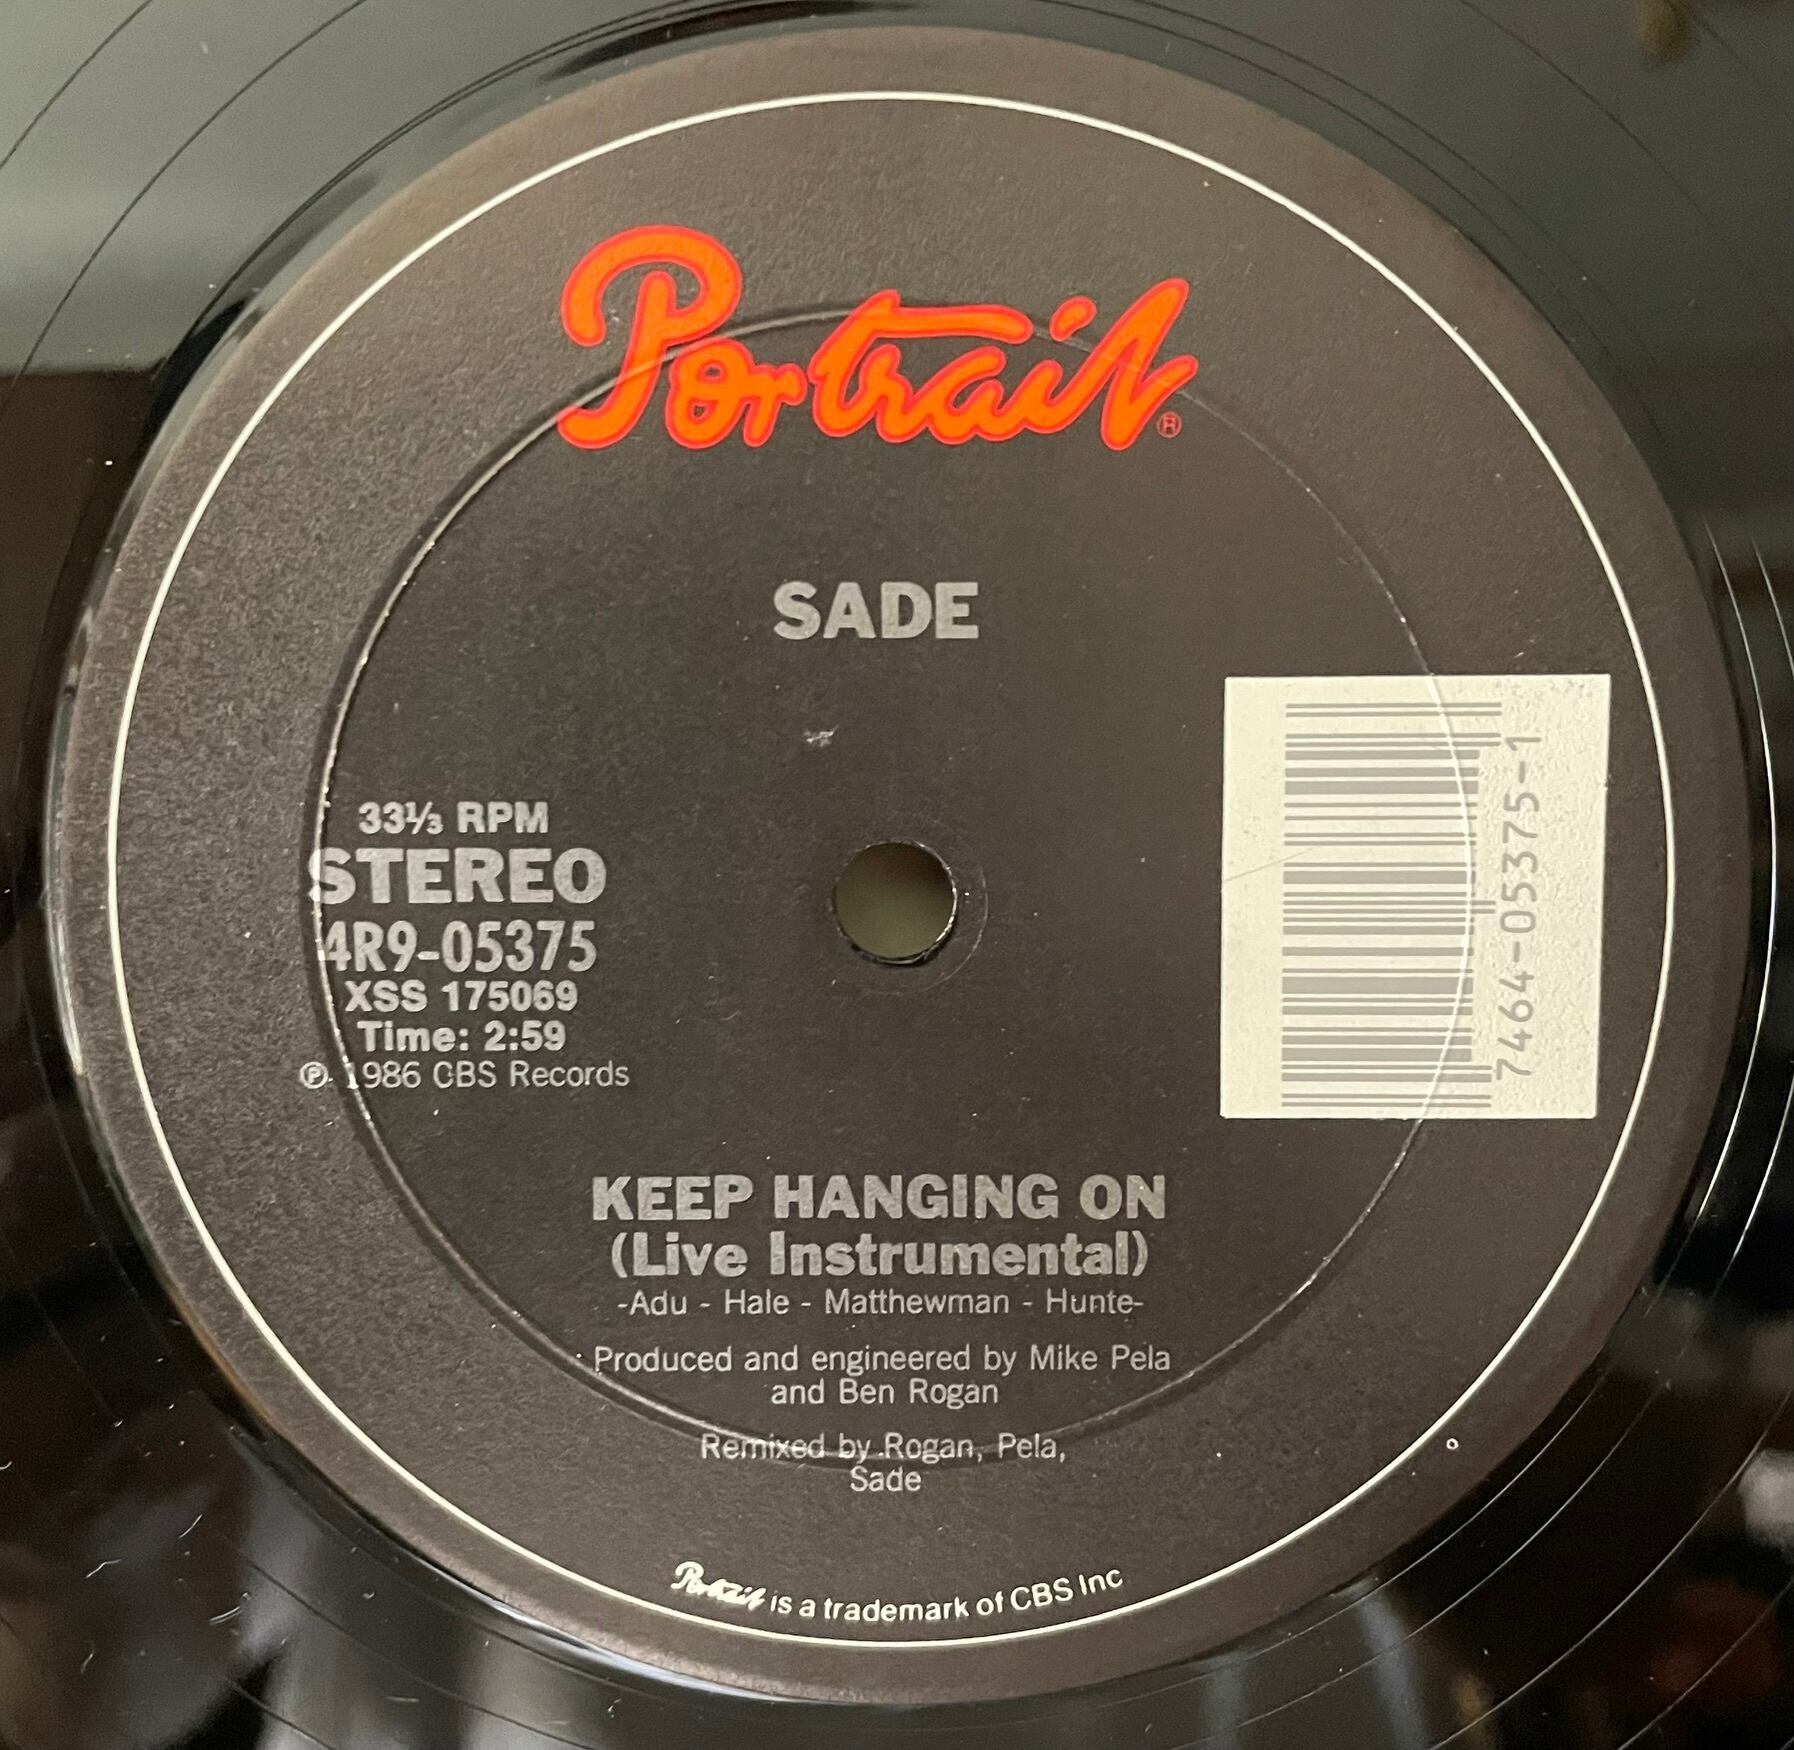 Portrait®
SADE
33⅓ RPM
STEREO
4R9-05375
XSS 175069
Time: 2:59
℗ 1986 CBS Records
7464-05375-1
KEEP HANGING ON
(Live Instrumental)
-Adu - Hale - Matthewman - Hunte-
Produced and engineered by Mike Pela
and Ben Rogan
Remixed by Rogan, Pela,
Sade
Portrait is a trademark of CBS Inc